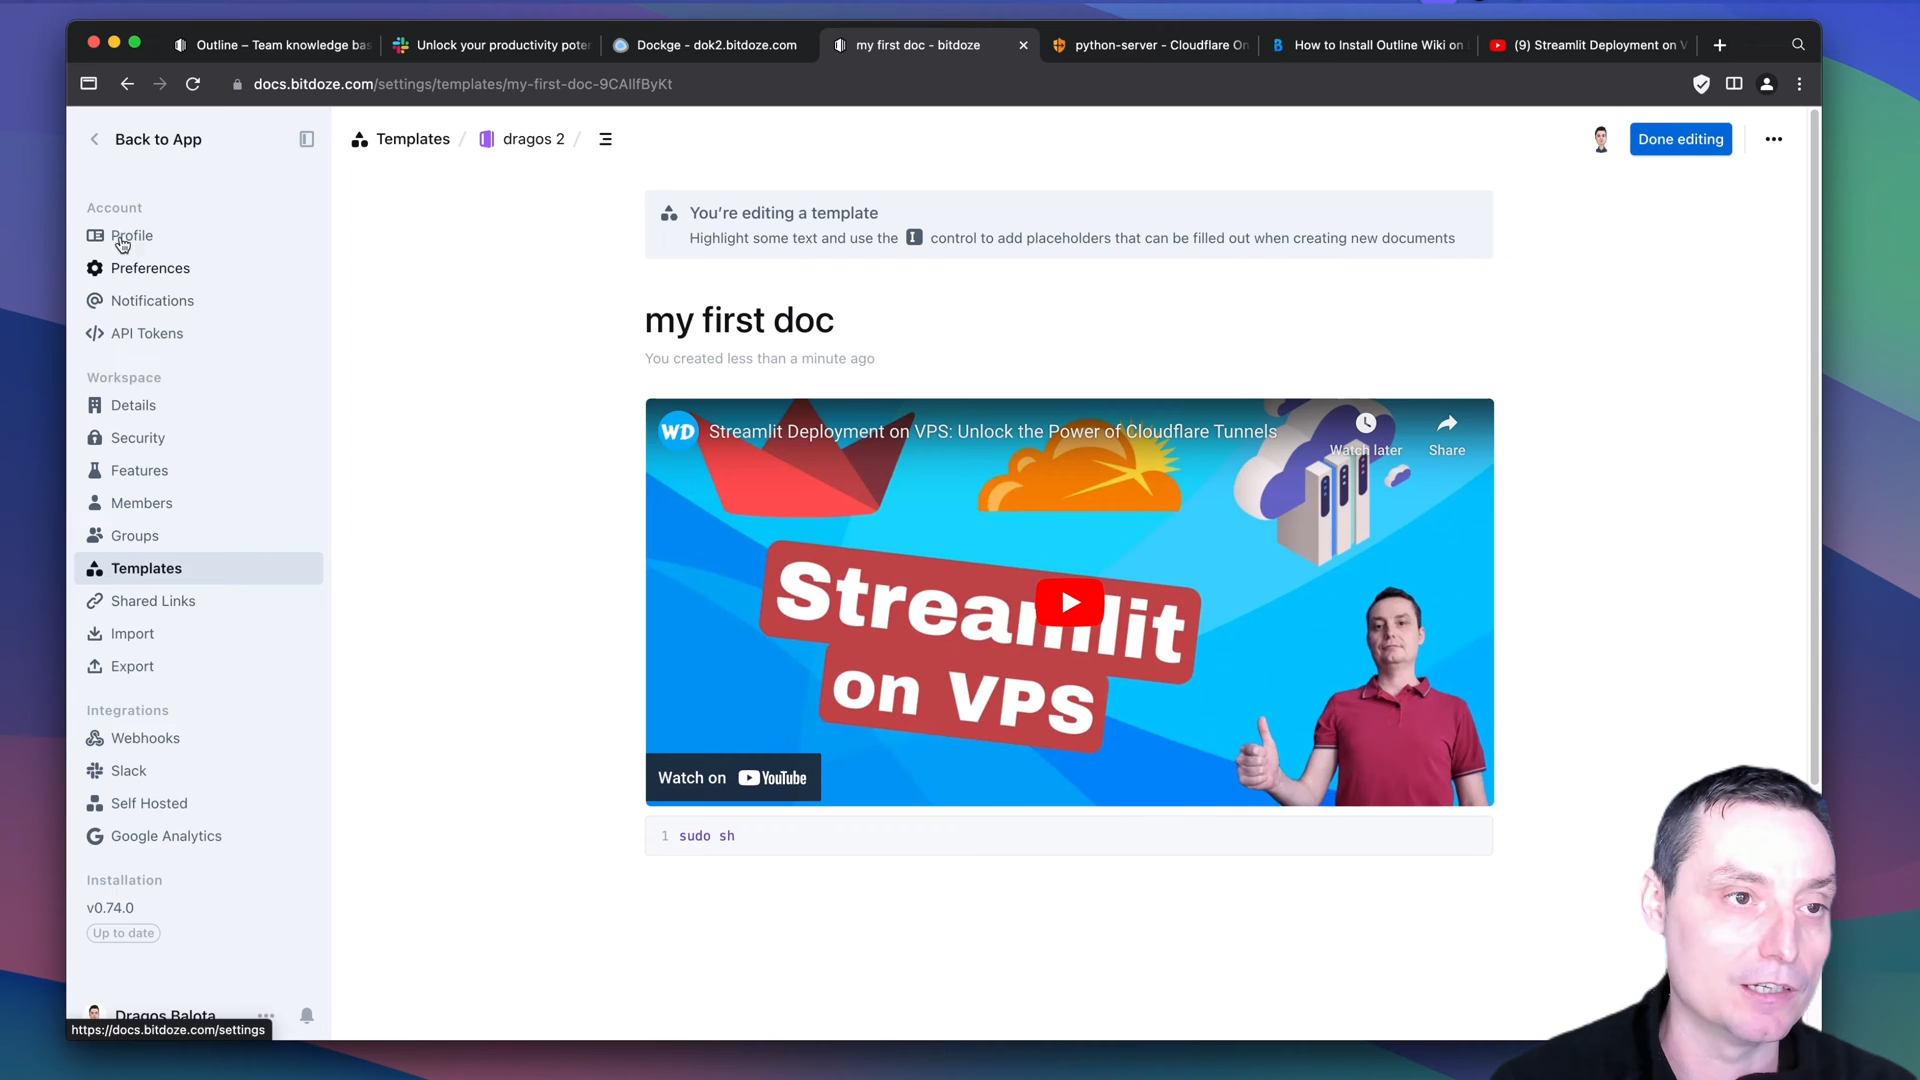 Outline – Team knowledge bas
Unlock your productivity poter
Dockge - dok2.bitdoze.com
my first doc - bitdoze
python-server - Cloudflare On
How to Install Outline Wiki on
(9) Streamlit Deployment on V
docs.bitdoze.com/settings/templates/my-first-doc-9CAIlfByKt
Back to App
Templates / dragos 2 /
Done editing
Account
Profile
Preferences
Notifications
API Tokens
Workspace
Details
Security
Features
Members
Groups
Templates
Shared Links
Import
Export
Integrations
Webhooks
Slack
Self Hosted
Google Analytics
Installation
v0.74.0
Up to date
Dragos Balota
https://docs.bitdoze.com/settings
You're editing a template
Highlight some text and use the control to add placeholders that can be filled out when creating new documents
my first doc
You created less than a minute ago
WD
Streamlit Deployment on VPS: Unlock the Power of Cloudflare Tunnels
Watch later
Share
Streamlit
on VPS
Watch on YouTube
1 sudo sh